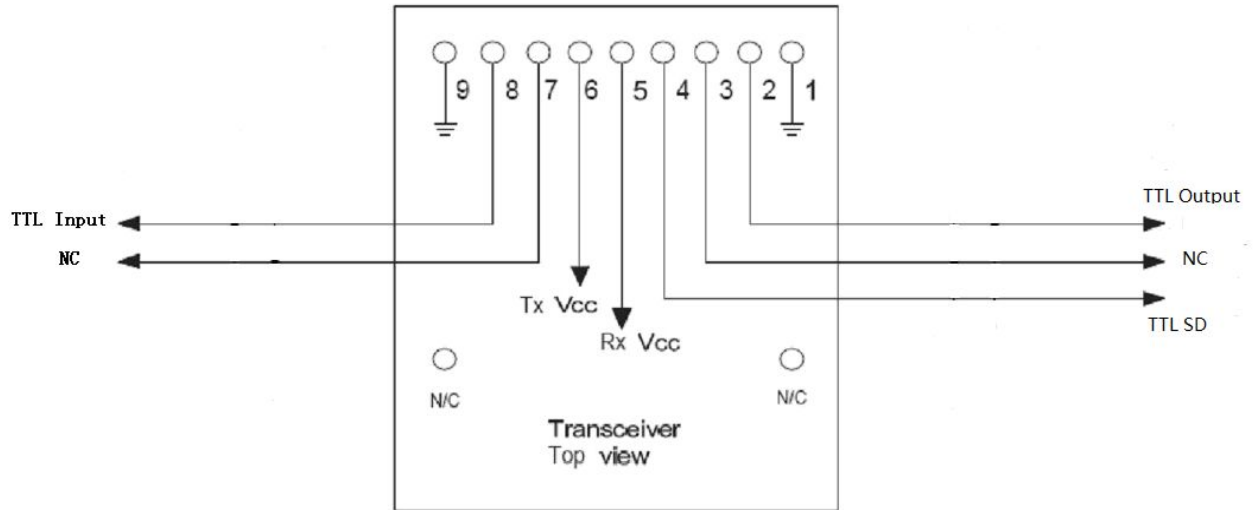 9 8 7 6 5 4 3 2 1
TTL Input
TTL Output
NC
NC
Tx Vcc
TTL SD
Rx Vcc
N/C
N/C
Transceiver
Top view